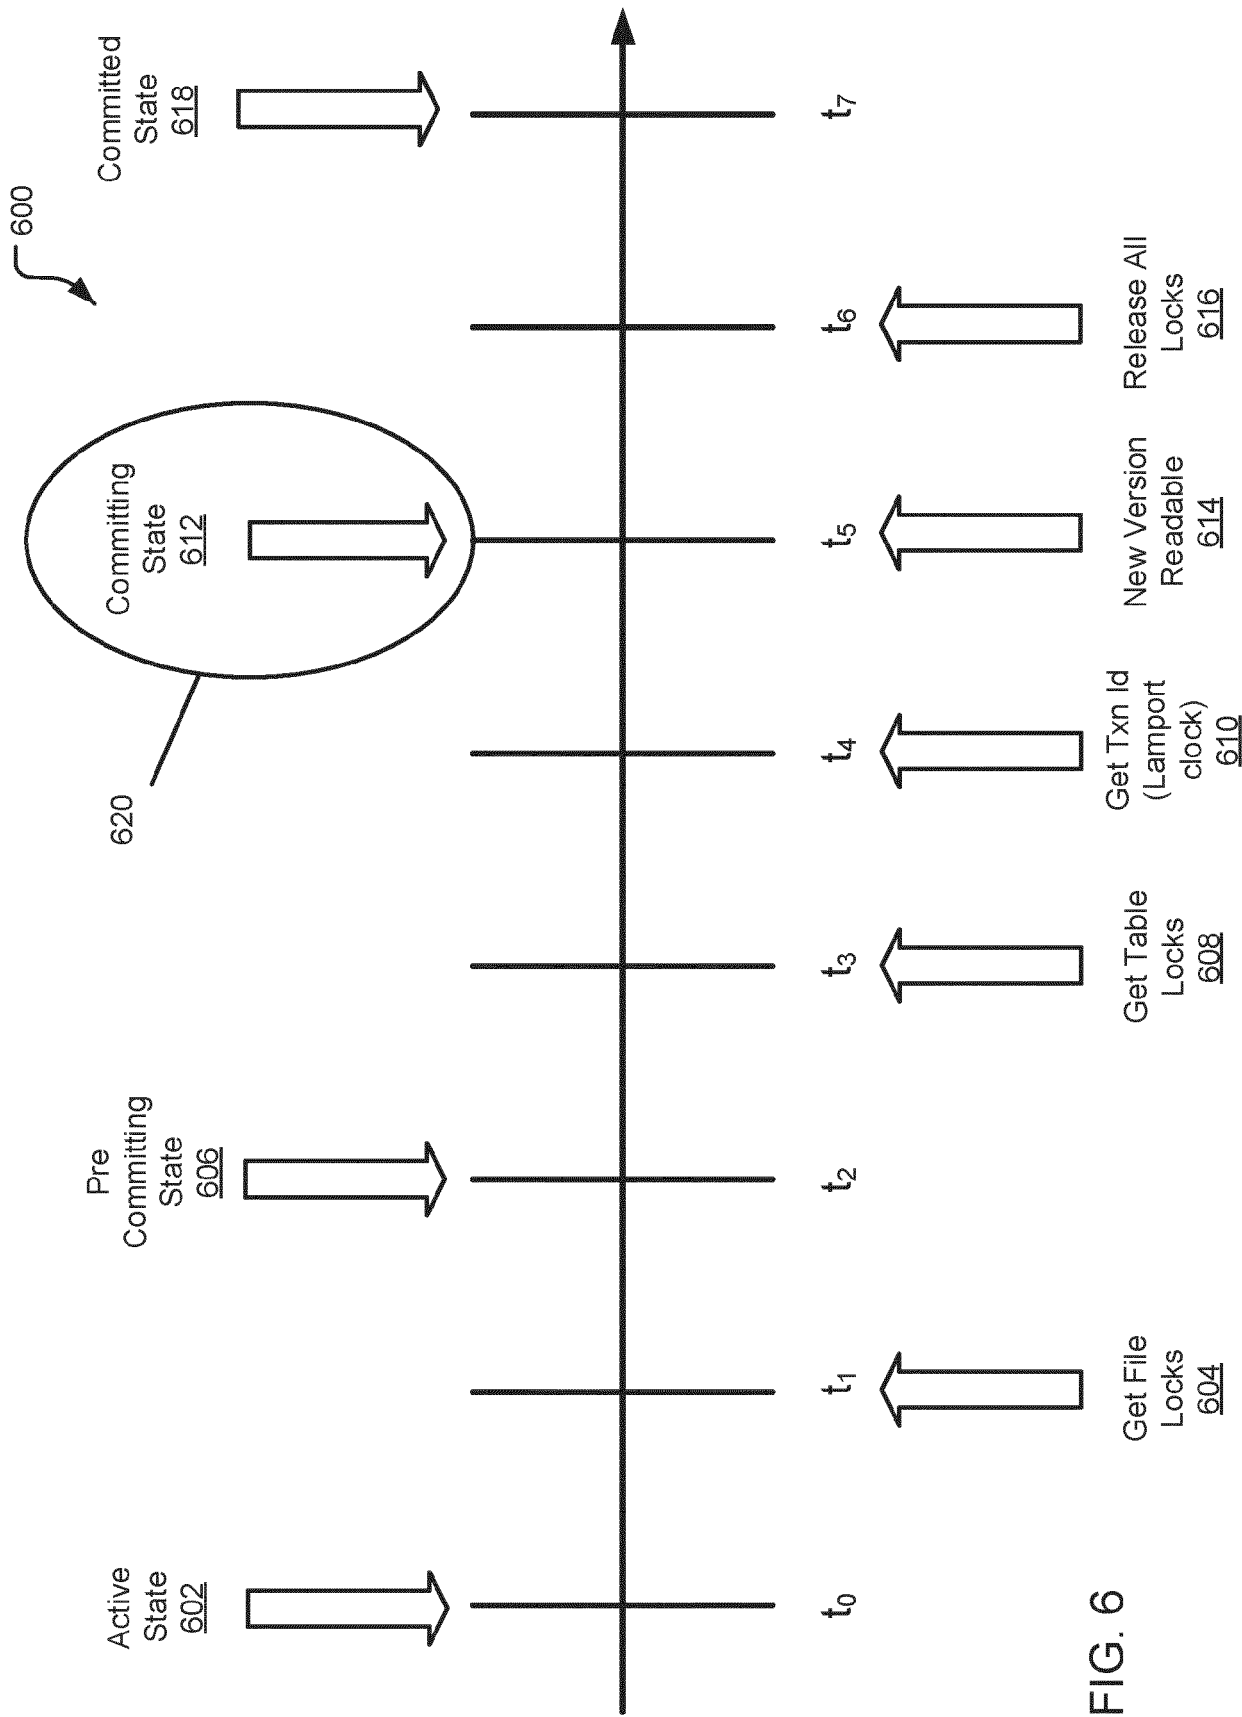 600
Active
State
602
Pre
Committing
State
606
620
Committing
State
612
Committed
State
618
t0
t1
t2
t3
t4
t5
t6
t7
Get File
Locks
604
Get Table
Locks
608
Get Txn Id
(Lamport
clock)
610
New Version
Readable
614
Release All
Locks
616
FIG. 6